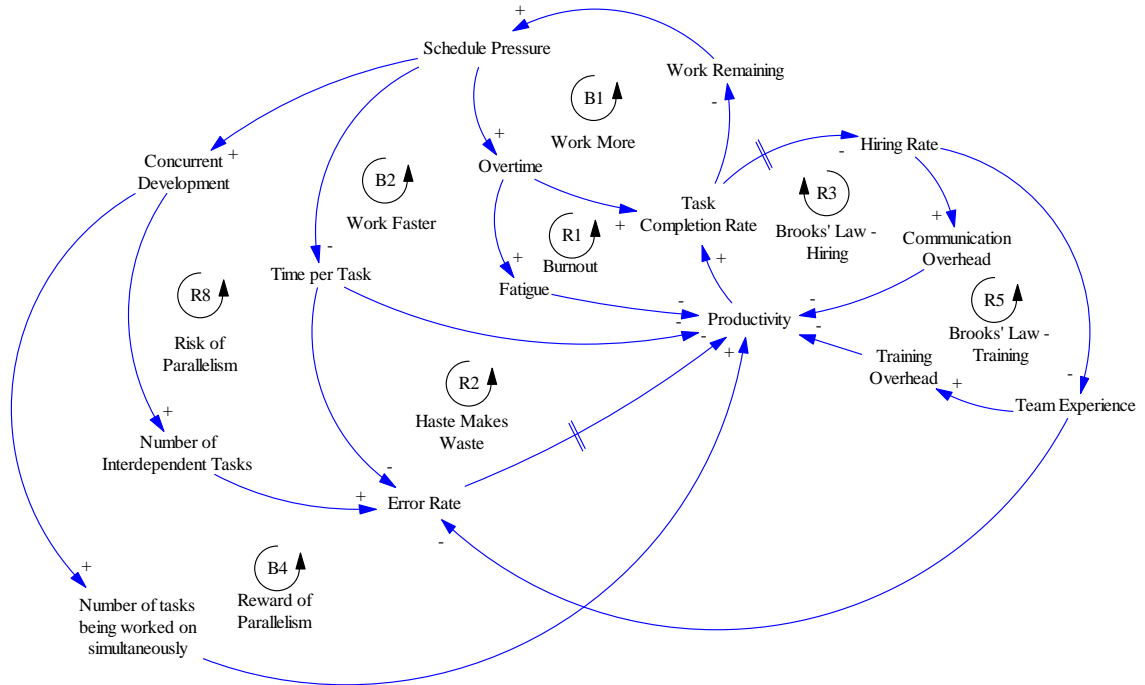 +
Schedule Pressure
Work Remaining
-
B1
Work More
+
Hiring Rate
-
+
Concurrent
Development
Overtime
B2
Work Faster
R3
Brooks' Law -
Hiring
Task
Completion Rate
+
+
Communication
Overhead
-
Time per Task
R1
Burnout
+
Fatigue
+
R8
Risk of
Parallelism
R5
Brooks' Law -
Training
-
-
Productivity
-
-
-
+
Training
Overhead
+
-
Team Experience
R2
Haste Makes
Waste
+
Number of
Interdependent Tasks
-
+
Error Rate
-
B4
Reward of
Parallelism
+
Number of tasks
being worked on
simultaneously